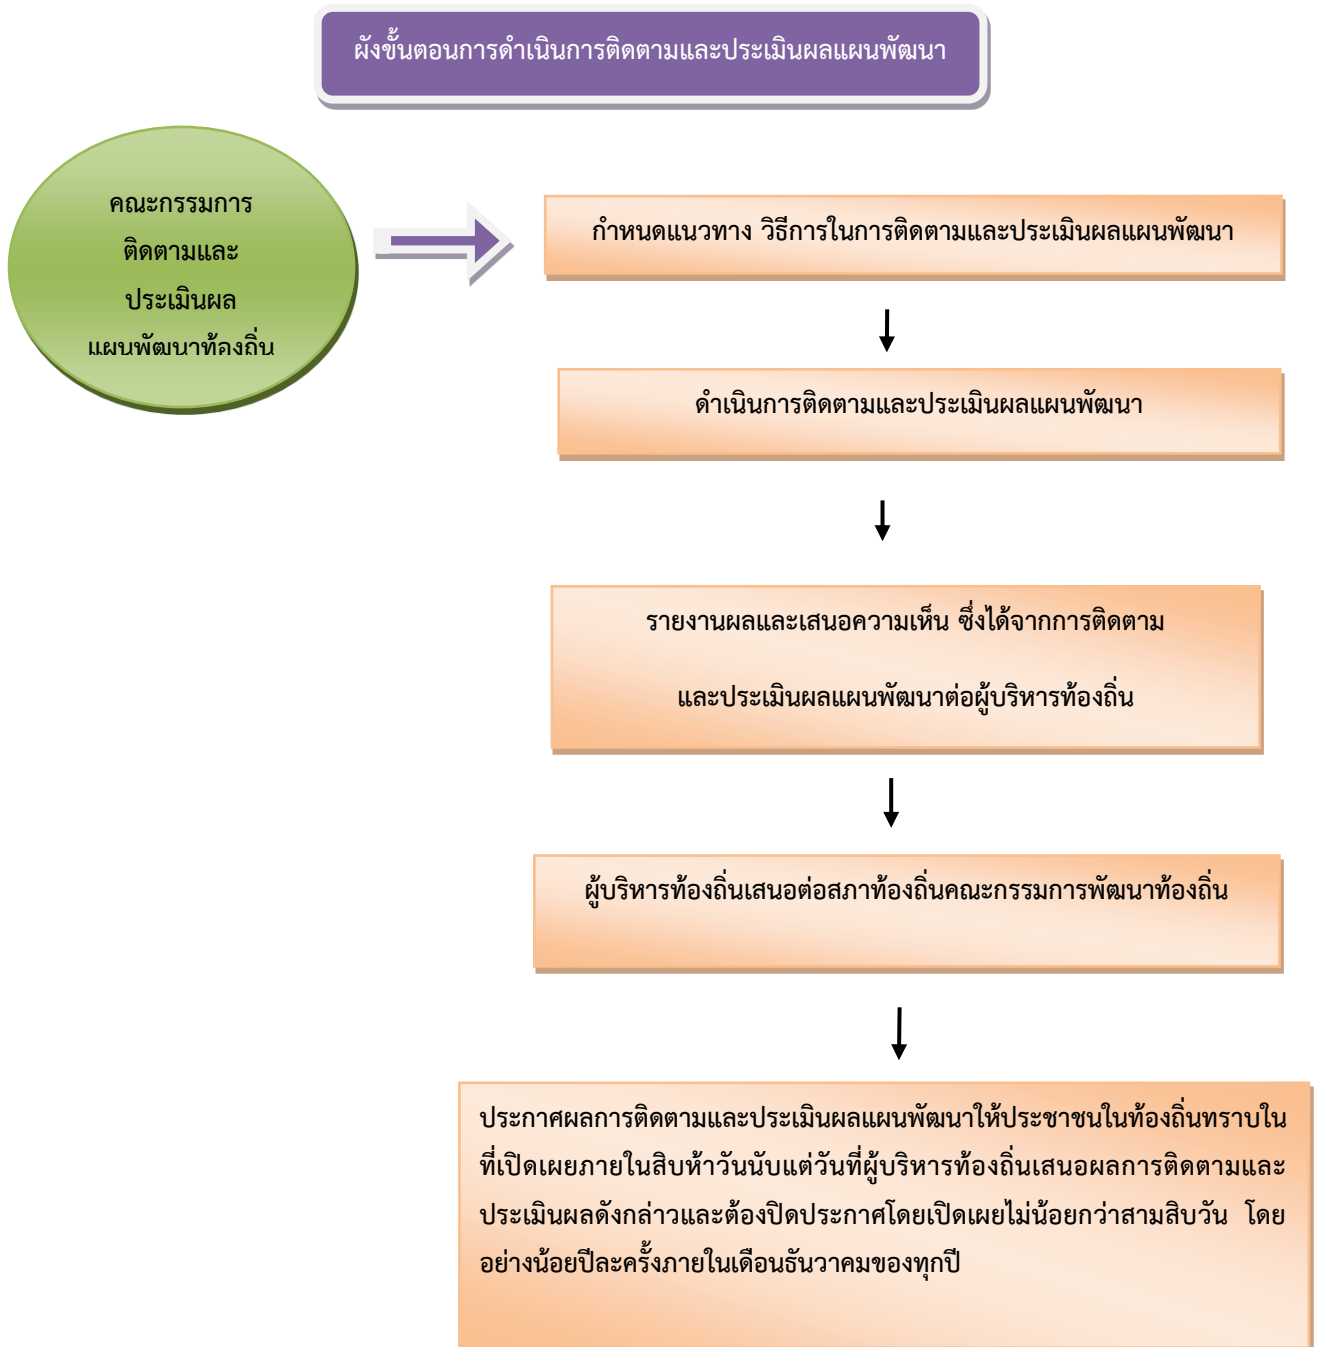 ผังขั้นตอนการดำเนินการติดตามและประเมินผลแผนพัฒนา
คณะกรรมการ
ติดตามและ
ประเมินผล
แผนพัฒนาท้องถิ่น
กำหนดแนวทาง วิธีการในการติดตามและประเมินผลแผนพัฒนา
ดำเนินการติดตามและประเมินผลแผนพัฒนา
รายงานผลและเสนอความเห็น ซึ่งได้จากการติดตาม
และประเมินผลแผนพัฒนาต่อผู้บริหารท้องถิ่น
ผู้บริหารท้องถิ่นเสนอต่อสภาท้องถิ่นคณะกรรมการพัฒนาท้องถิ่น
ประกาศผลการติดตามและประเมินผลแผนพัฒนาให้ประชาชนในท้องถิ่นทราบใน
ที่เปิดเผยภายในสิบห้าวันนับแต่วันที่ผู้บริหารท้องถิ่นเสนอผลการติดตามและ
ประเมินผลดังกล่าวและต้องปิดประกาศโดยเปิดเผยไม่น้อยกว่าสามสิบวัน โดย
อย่างน้อยปีละครั้งภายในเดือนธันวาคมของทุกปี